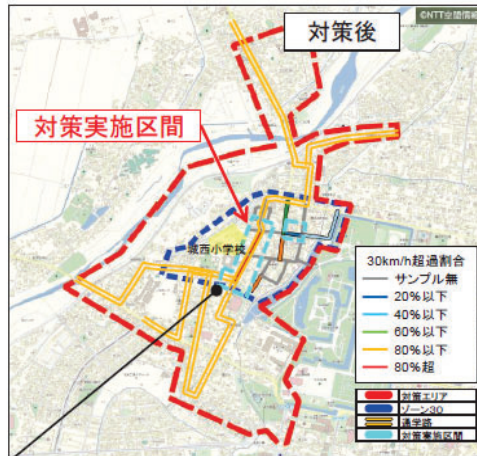 ©NTT空間情報
対策後
対策実施区間
城西小学校
30km/h超過割合
サンプル無
20%以下
40%以下
60%以下
80%以下
80%超
対策エリア
ゾーン30
通学路
対策実施区間